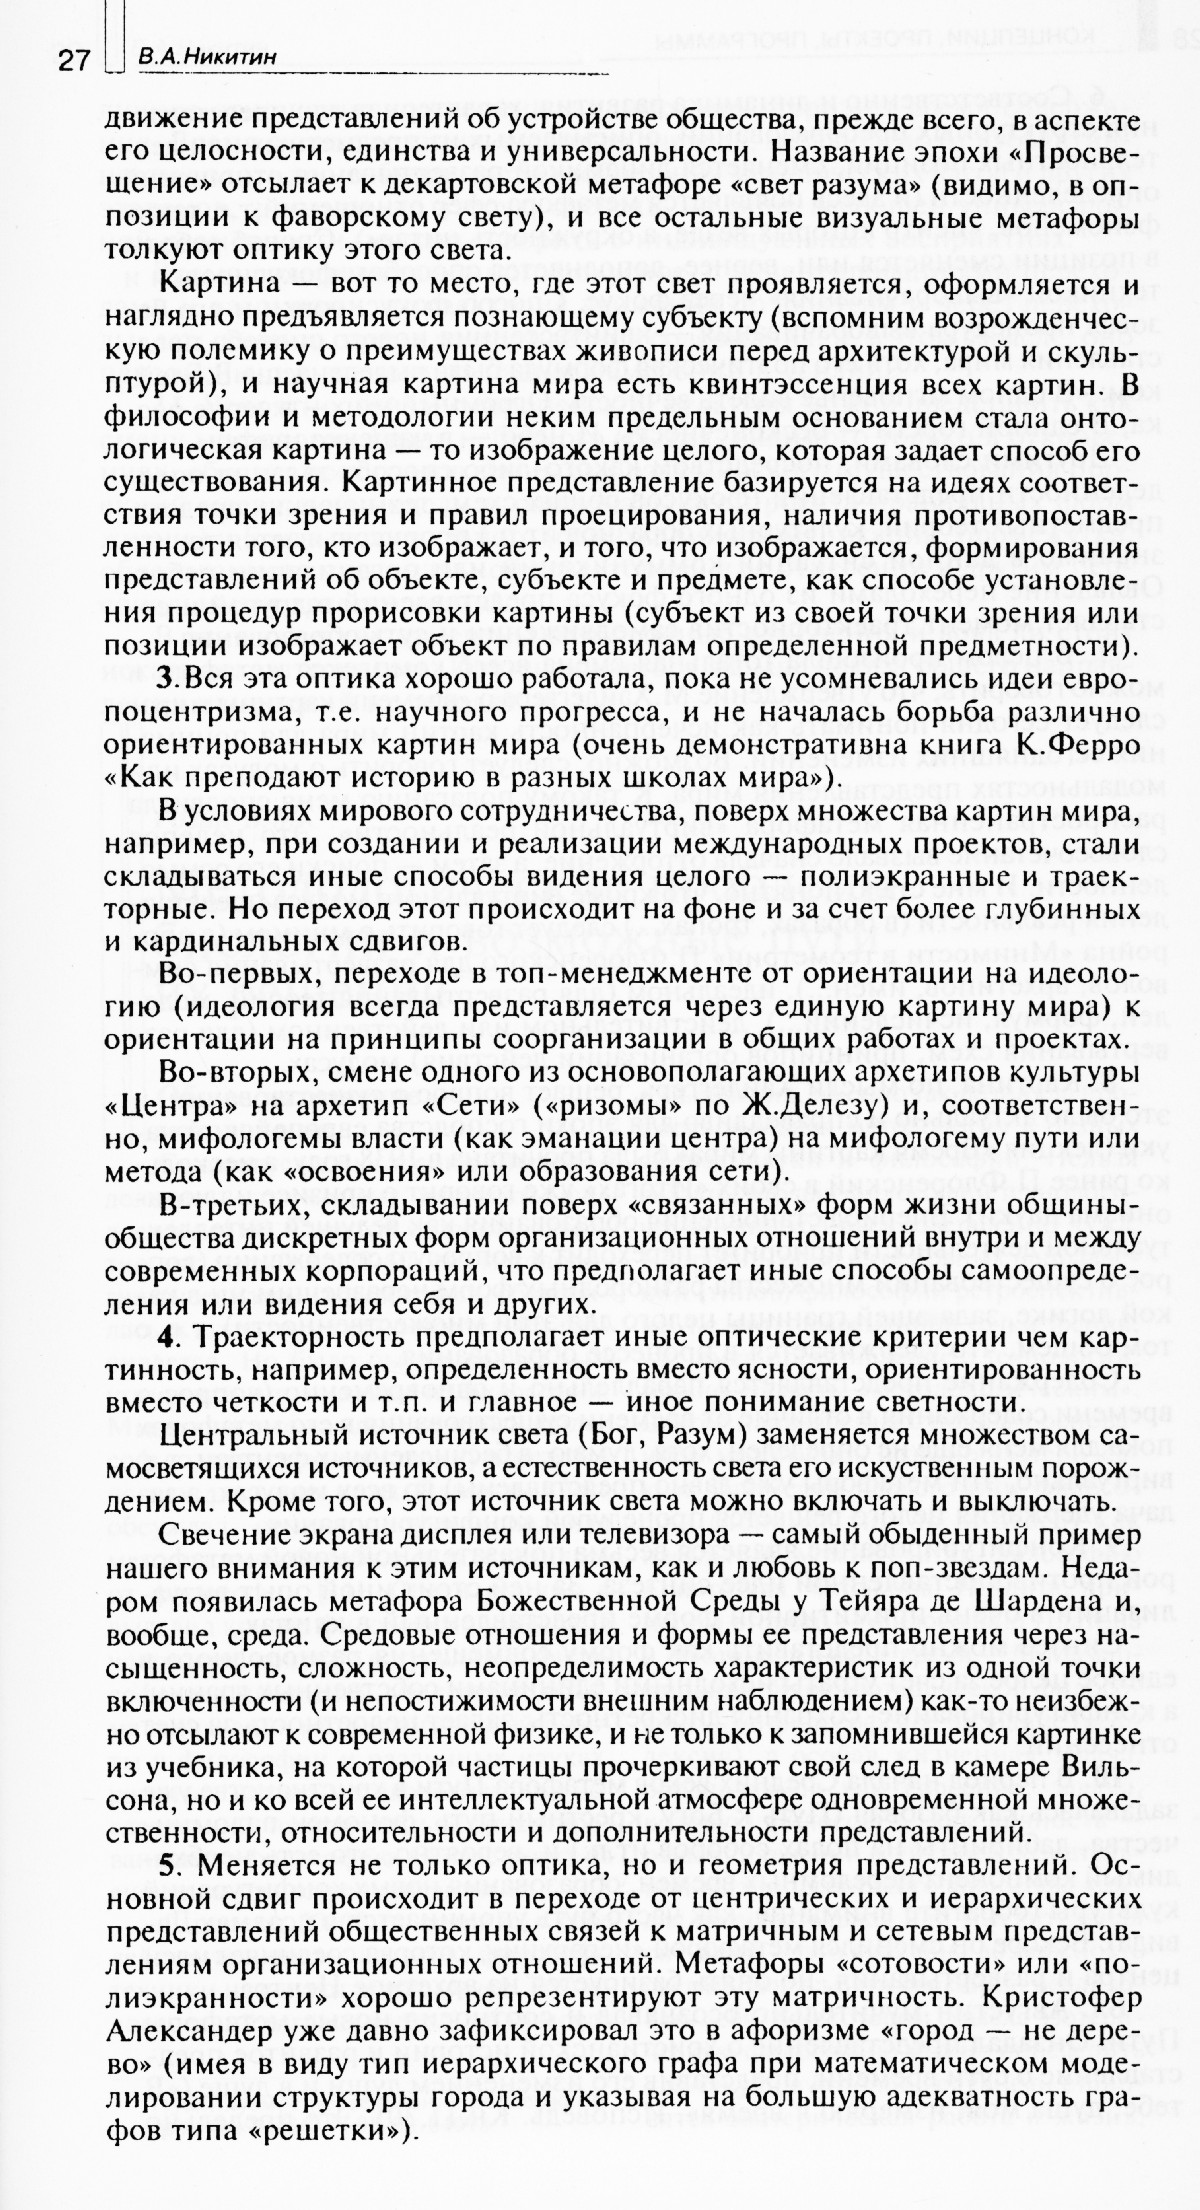 27 В.А.Никитин
движение представлений об устройстве общества, прежде всего, в аспекте
его целосности, единства и универсальности. Название эпохи «Просве-
щение» отсылает к декартовской метафоре «свет разума» (видимо, в оп-
позиции к фаворскому свету), и все остальные визуальные метафоры
толкуют оптику этого света.
Картина — вот то место, где этот свет проявляется, оформляется и
наглядно предъявляется познающему субъекту (вспомним возрожденчес-
кую полемику о преимуществах живописи перед архитектурой и скуль-
птурой), и научная картина мира есть квинтэссенция всех картин. В
философии и методологии неким предельным основанием стала онто-
логическая картина — то изображение целого, которая задает способ его
существования. Картинное представление базируется на идеях соответ-
ствия точки зрения и правил проецирования, наличия противопостав-
ленности того, кто изображает, и того, что изображается, формирования
представлений об объекте, субъекте и предмете, как способе установле-
ния процедур прорисовки картины (субъект из своей точки зрения или
позиции изображает объект по правилам определенной предметности).
3.Вся эта оптика хорошо работала, пока не усомневались идеи евро-
поцентризма, т.е. научного прогресса, и не началась борьба различно
ориентированных картин мира (очень демонстративна книга К.Ферро
«Как преподают историю в разных школах мира»).
В условиях мирового сотрудничества, поверх множества картин мира,
например, при создании и реализации международных проектов, стали
складываться иные способы видения целого — полиэкранные и траек-
торные. Но переход этот происходит на фоне и за счет более глубинных
и кардинальных сдвигов.
Во-первых, переходе в топ-менеджменте от ориентации на идеоло-
гию (идеология всегда представляется через единую картину мира) к
ориентации на принципы соорганизации в общих работах и проектах.
Во-вторых, смене одного из основополагающих архетипов культуры
«Центра» на архетип «Сети» («ризомы» по Ж.Делезу) и, соответствен-
но, мифологемы власти (как эманации центра) на мифологему пути или
метода (как «освоения» или образования сети).
В-третьих, складывании поверх «связанных» форм жизни общины-
общества дискретных форм организационных отношений внутри и между
современных корпораций, что предполагает иные способы самоопреде-
ления или видения себя и других.
4. Траекторность предполагает иные оптические критерии чем кар-
тинность, например, определенность вместо ясности, ориентированность
вместо четкости и т.п. и главное — иное понимание светности.
Центральный источник света (Бог, Разум) заменяется множеством са-
мосветящихся источников, а естественность света его искуственным порож-
дением. Кроме того, этот источник света можно включать и выключать.
Свечение экрана дисплея или телевизора — самый обыденный пример
нашего внимания к этим источникам, как и любовь к поп-звездам. Неда-
ром появилась метафора Божественной Среды у Тейяра де Шардена и,
вообще, среда. Средовые отношения и формы ее представления через на-
сыщенность, сложность, неопределимость характеристик из одной точки
включенности (и непостижимости внешним наблюдением) как-то неизбеж-
но отсылают к современной физике, и не только к запомнившейся картинке
из учебника, на которой частицы прочеркивают свой след в камере Виль-
сона, но и ко всей ее интеллектуальной атмосфере одновременной множе-
ственности, относительности и дополнительности представлений.
5. Меняется не только оптика, но и геометрия представлений. Ос-
новной сдвиг происходит в переходе от центрических и иерархических
представлений общественных связей к матричным и сетевым представ-
лениям организационных отношений. Метафоры «сотовости» или «по-
лиэкранности» хорошо репрезентируют эту матричность. Кристофер
Александер уже давно зафиксировал это в афоризме «город — не дере-
во» (имея в виду тип иерархического графа при математическом моде-
лировании структуры города и указывая на большую адекватность гра-
фов типа «решетки»).